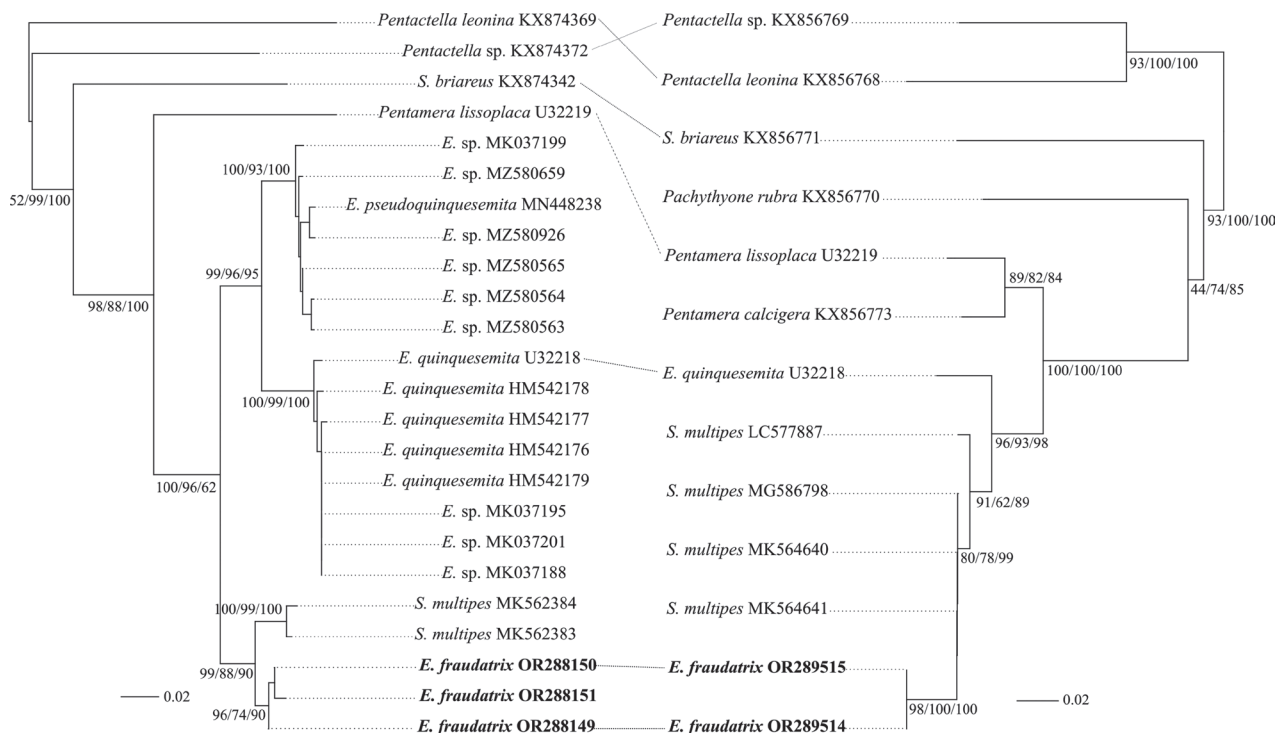 Pentactella leonina KX874369
Pentactella sp. KX874372
S. briareus KX874342
Pentamera lissoplaca U32219
E. sp. MK037199
100/93/100
E. sp. MZ580659
E. pseudoquinquesemita MN448238
52/99/100
E. sp. MZ580926
E. sp. MZ580565
99/96/95
E. sp. MZ580564
98/88/100
E. sp. MZ580563
E. quinquesemita U32218
E. quinquesemita HM542178
100/99/100
E. quinquesemita HM542177
E. quinquesemita HM542176
E. quinquesemita HM542179
100/96/62
E. sp. MK037195
E. sp. MK037201
E. sp. MK037188
100/99/100
S. multipes MK562384
S. multipes MK562383
E. fraudatrix OR288150
99/88/90
E. fraudatrix OR288151
0.02
96/74/90
E. fraudatrix OR288149
Pentactella sp. KX856769
93/100/100
Pentactella leonina KX856768
S. briareus KX856771
Pachythyone rubra KX856770
93/100/100
Pentamera lissoplaca U32219
89/82/84
44/74/85
Pentamera calcigera KX856773
100/100/100
E. quinquesemita U32218
S. multipes LC577887
96/93/98
S. multipes MG586798
91/62/89
S. multipes MK564640
80/78/99
S. multipes MK564641
E. fraudatrix OR289515
0.02
98/100/100
E. fraudatrix OR289514